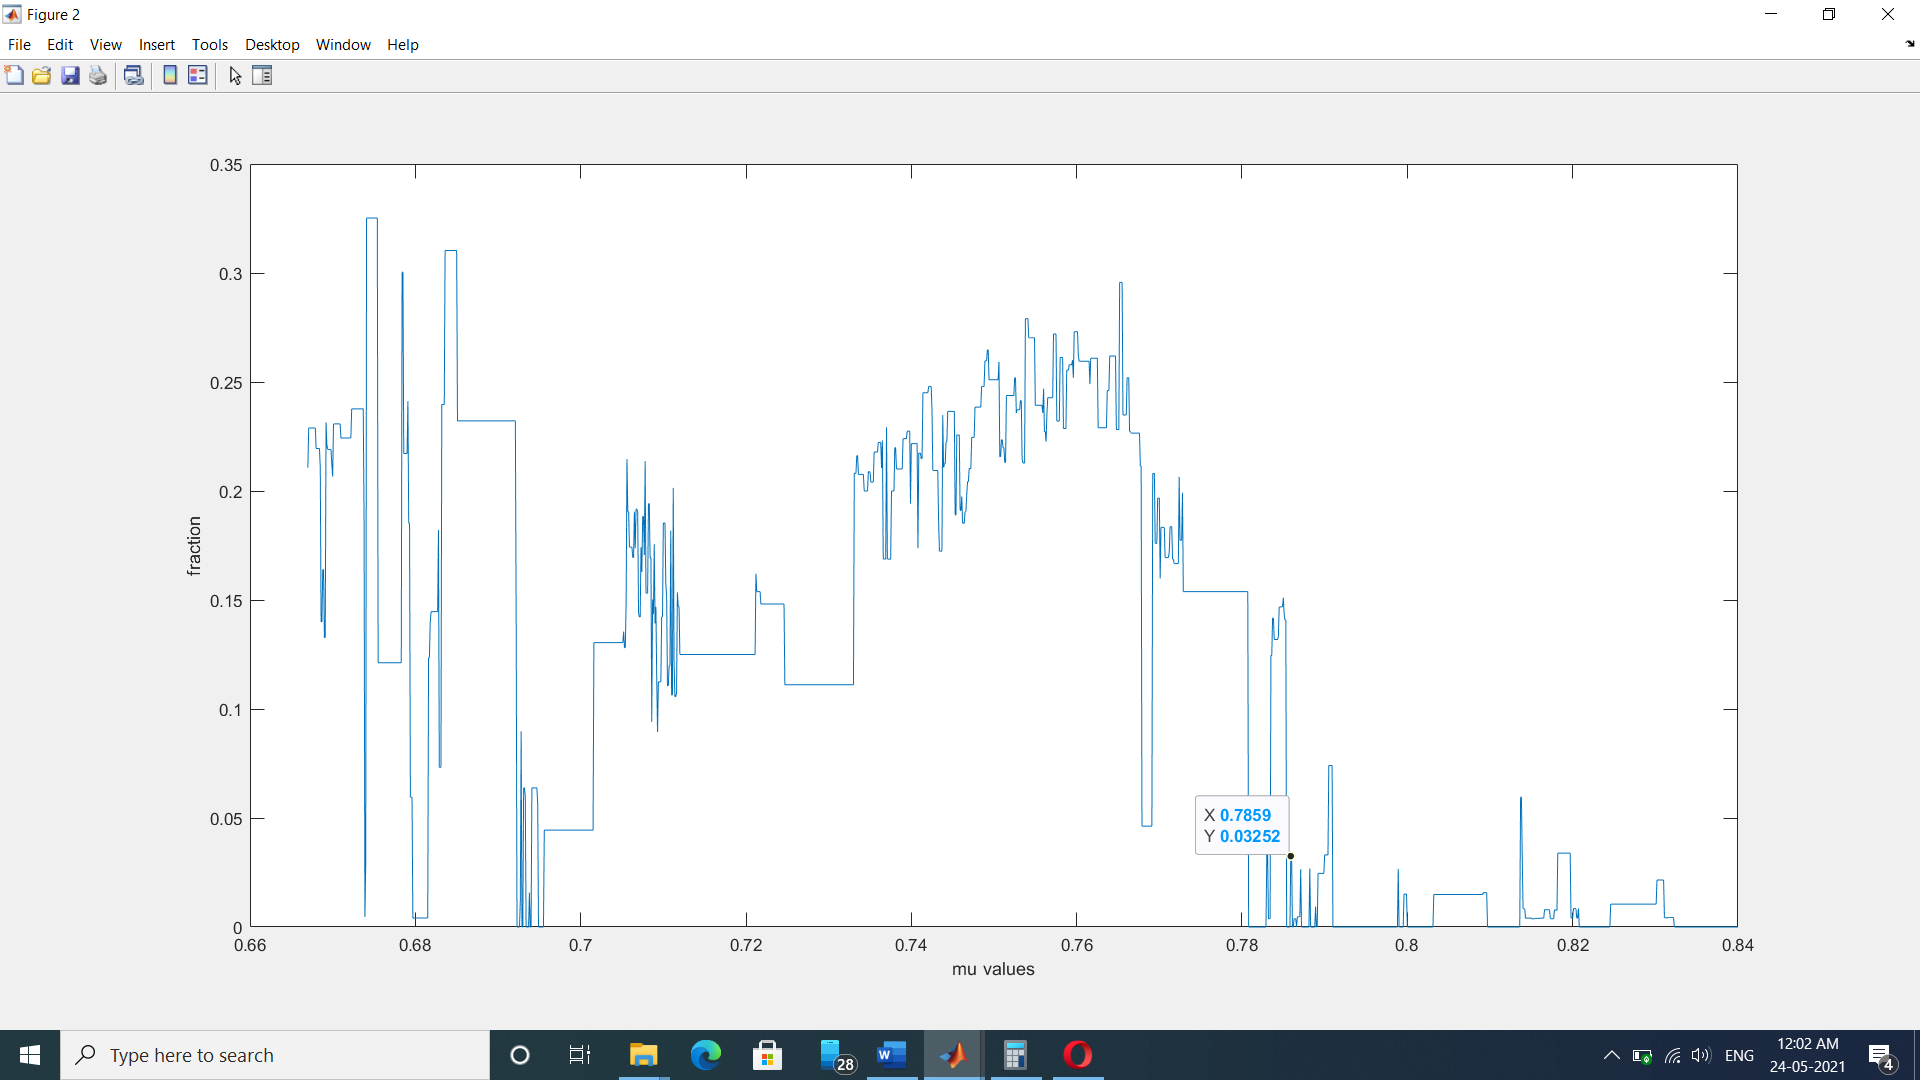 Figure 2
File Edit View Insert Tools Desktop Window Help
0.35
0.3
0.25
0.2
0.15
0.1
0.05
0
fraction
X 0.7859
Y 0.03252
0.66 0.68 0.7 0.72 0.74 0.76 0.78 0.8 0.82 0.84
mu values
Type here to search
28
W
ENG
12:02 AM
24-05-2021
4